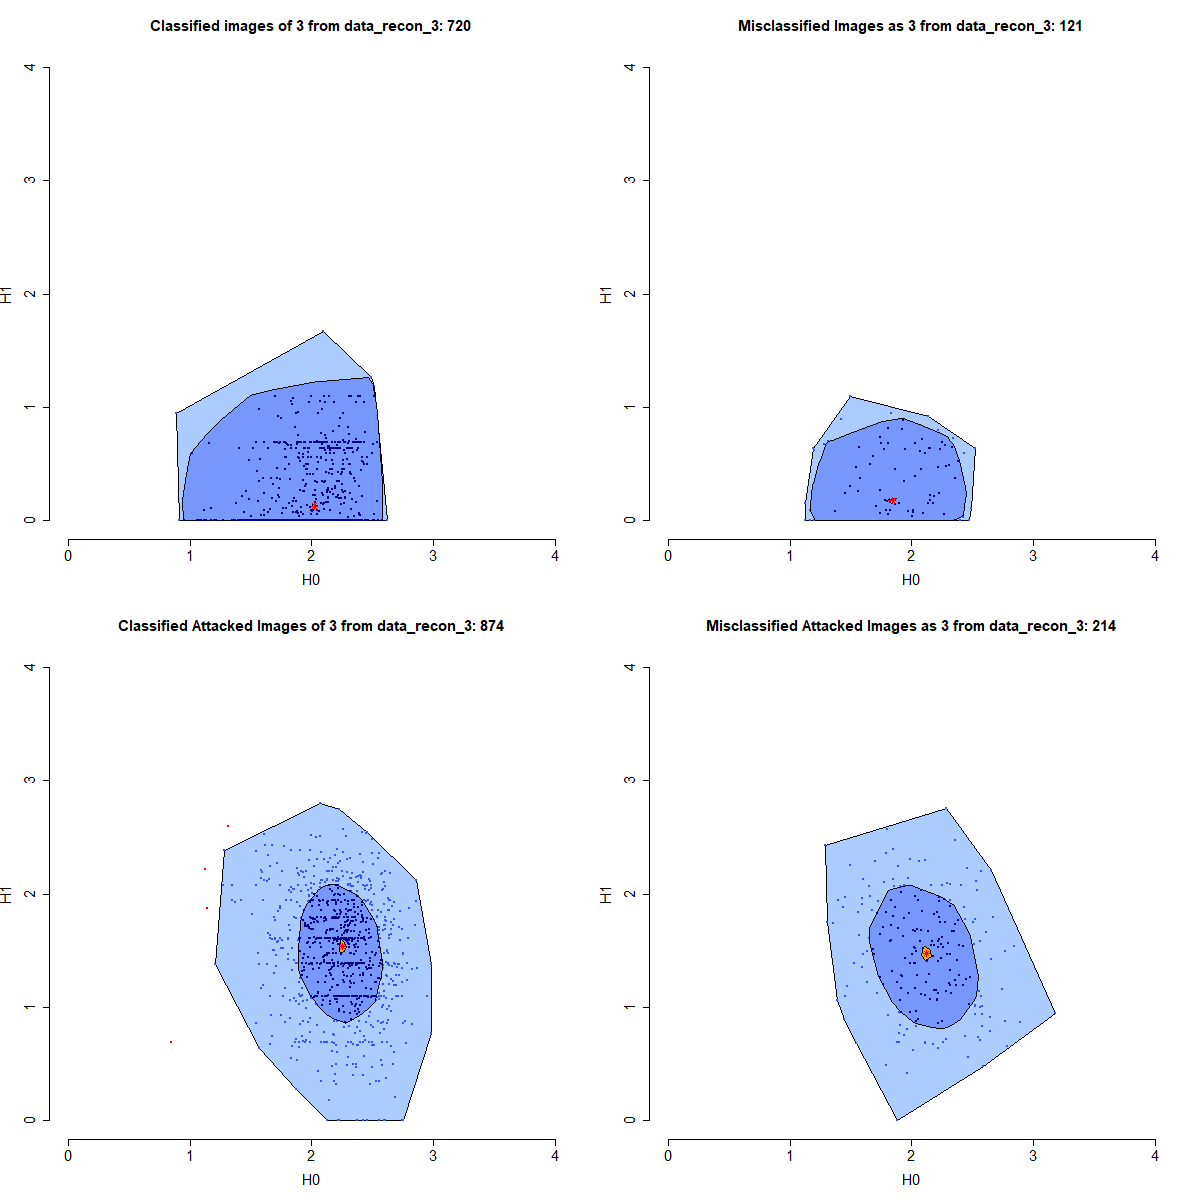 Classified images of 3 from data_recon_3: 720
4
3
2
1
0
H1
0 1 2 3 4
H0
Misclassified Images as 3 from data_recon_3: 121
4
3
2
1
0
H1
0 1 2 3 4
H0
Classified Attacked Images of 3 from data_recon_3: 874
4
3
2
1
0
H1
0 1 2 3 4
H0
Misclassified Attacked Images as 3 from data_recon_3: 214
4
3
2
1
0
H1
0 1 2 3 4
H0